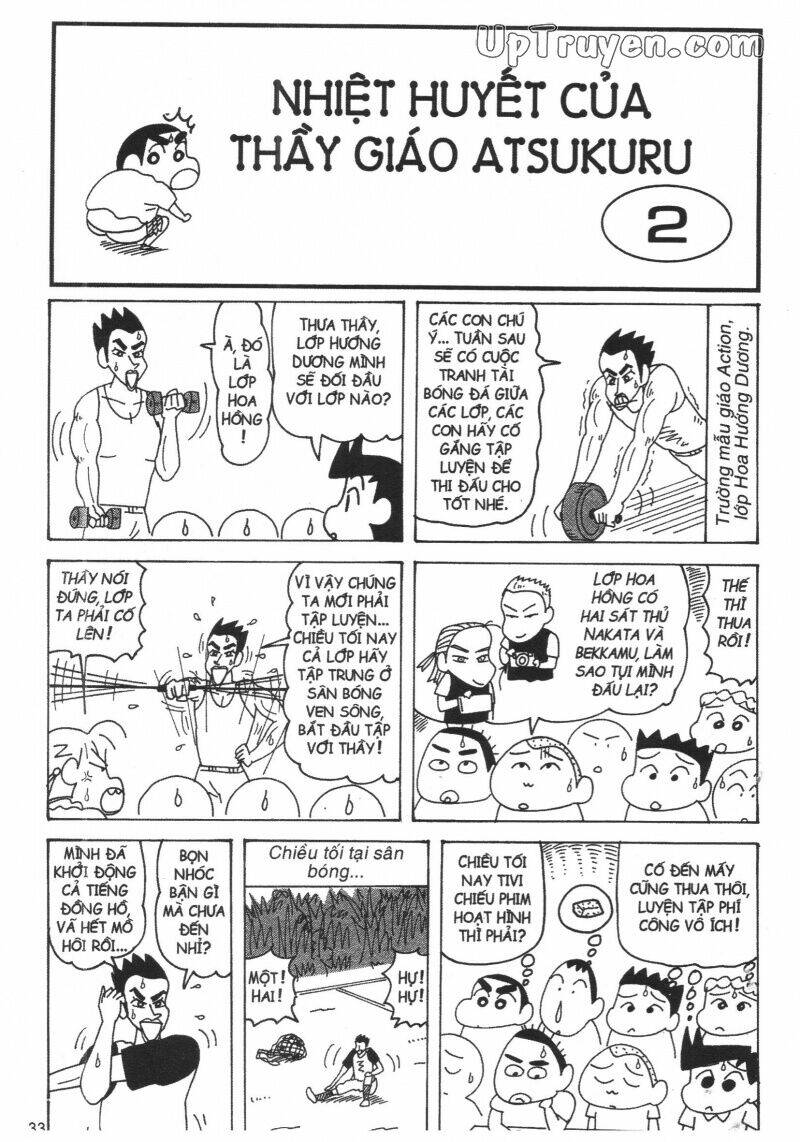 UpTruyen.com
NHIỆT HUYẾT CỦA
THẦY GIÁO ATSUKURU
2
Trường mẫu giáo Action,
lớp Hoa Hướng Dương.
CÁC CON CHÚ
Ý... TUẦN SAU
SẼ CÓ CUỘC
TRANH TÀI
BÓNG ĐÁ GIỮA
CÁC LỚP, CÁC
CON HÃY CỐ
GẮNG TẬP
LUYỆN ĐỂ
THI ĐẤU CHO
TỐT NHÉ.
THƯA THẦY,
LỚP HƯỚNG
DƯƠNG MÌNH
SẼ ĐỐI ĐẦU
VỚI LỚP NÀO?
À, ĐÓ
LÀ
LỚP
HOA
HỒNG
!
THẾ
THÌ
THUA
RỒI!
LỚP HOA
HỒNG CÓ
HAI SÁT THỦ
NAKATA VÀ
BEKKAMU, LÀM
SAO TỤI MÌNH
ĐẤU LẠI?
VÌ VẬY CHÚNG
TA MỚI PHẢI
TẬP LUYỆN...
CHIỀU TỐI NAY
CẢ LỚP HÃY
TẬP TRUNG Ở
SÂN BÓNG
VEN SÔNG,
BẮT ĐẦU TẬP
VỚI THẦY!
THẦY NÓI
ĐÚNG, LỚP
TA PHẢI CỐ
LÊN!
CÓ ĐẾN MẤY
CŨNG THUA THÔI,
LUYỆN TẬP PHÍ
CÔNG VÔ ÍCH!
CHIỀU TỐI
NAY TIVI
CHIẾU PHIM
HOẠT HÌNH
THÌ PHẢI?
Chiều tối tại sân
bóng...
HỰ!
HỰ!
MỘT!
HAI!
BỌN
NHÓC
BẬN GÌ
MÀ CHƯA
ĐẾN
NHỈ?
MÌNH ĐÃ
KHỞI ĐỘNG
CẢ TIẾNG
ĐỒNG HỒ,
VÃ HẾT MỒ
HÔI RỒI...
33